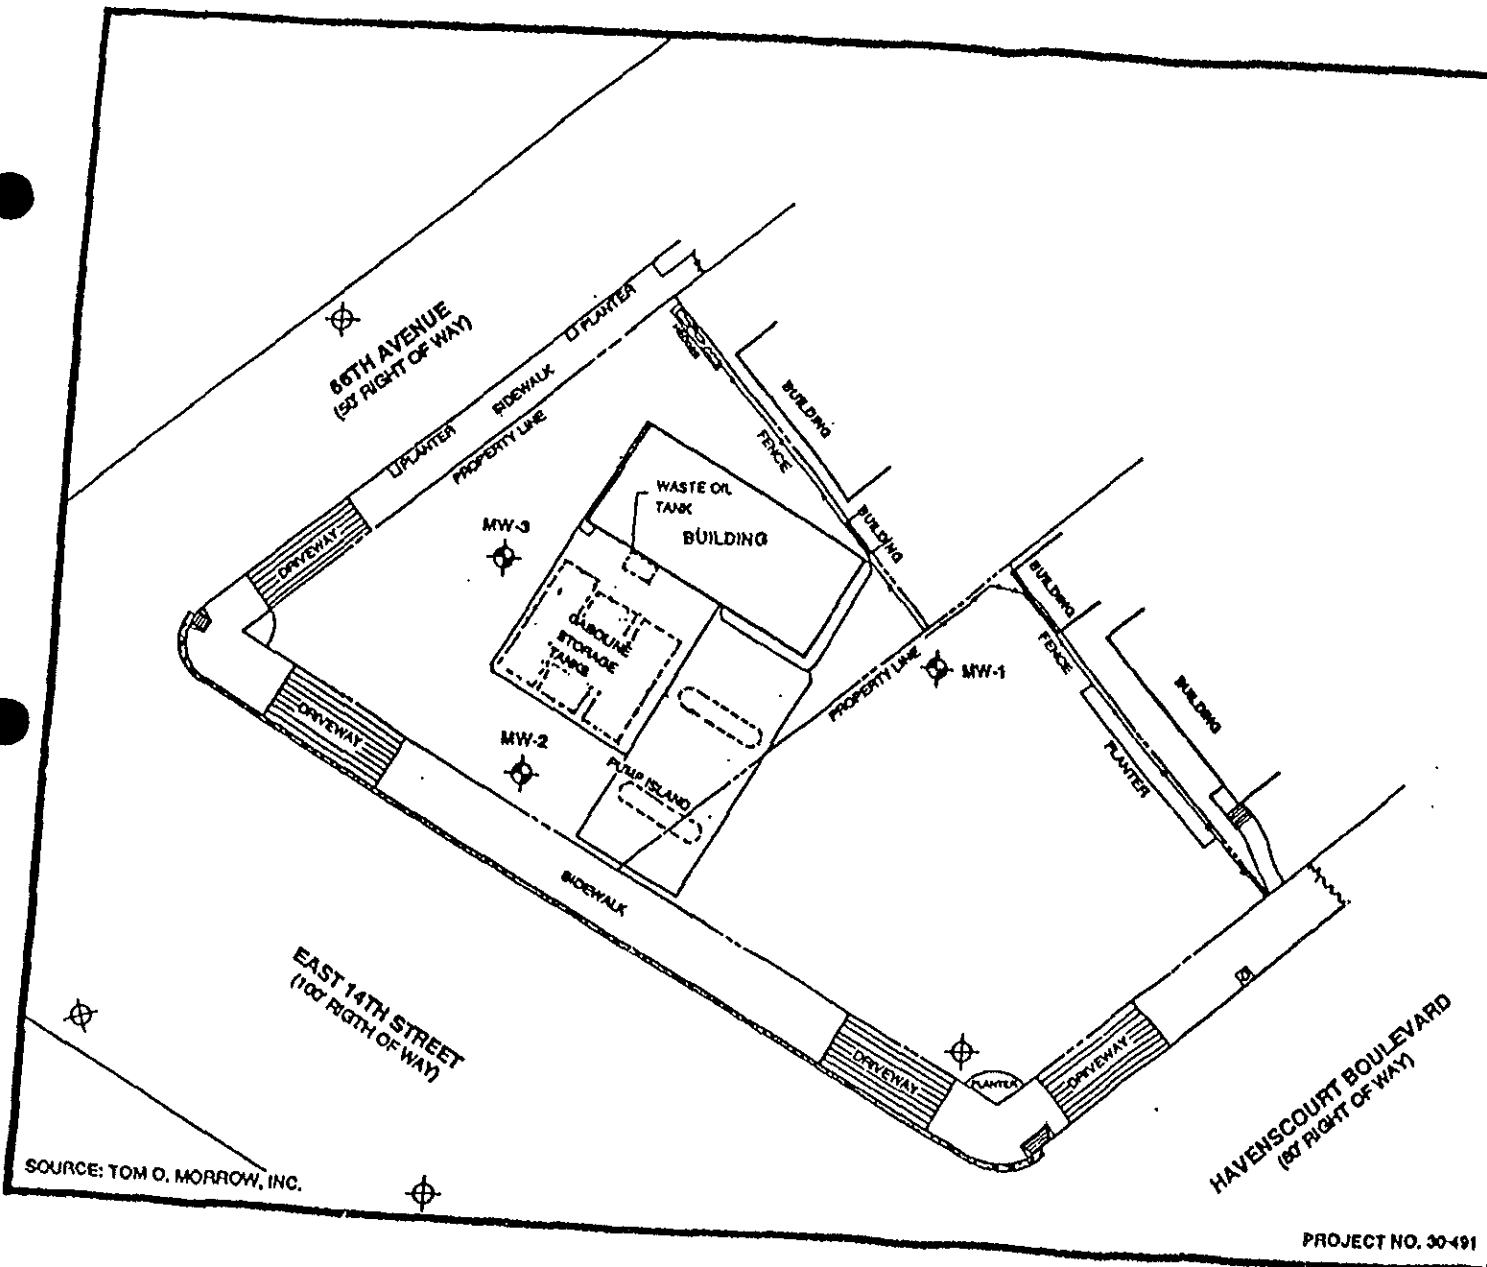 66TH AVENUE
(50' RIGHT OF WAY)
PLANTER
SIDEWALK
PLANTER
PROPERTY LINE
DRIVEWAY
BUILDING
FENCE
BUILDING
WASTE OIL
TANK
BUILDING
MW-3
GASOLINE
STORAGE
TANKS
BUILDING
FENCE
MW-1
PROPERTY LINE
BUILDING
PLANTER
DRIVEWAY
MW-2
PUMP ISLAND
SIDEWALK
EAST 14TH STREET
(100' RIGTH OF WAY)
DRIVEWAY
PLANTER
DRIVEWAY
HAVENSCOURT BOULEVARD
(80' RIGHT OF WAY)
SOURCE: TOM O. MORROW, INC.
PROJECT NO. 30-491